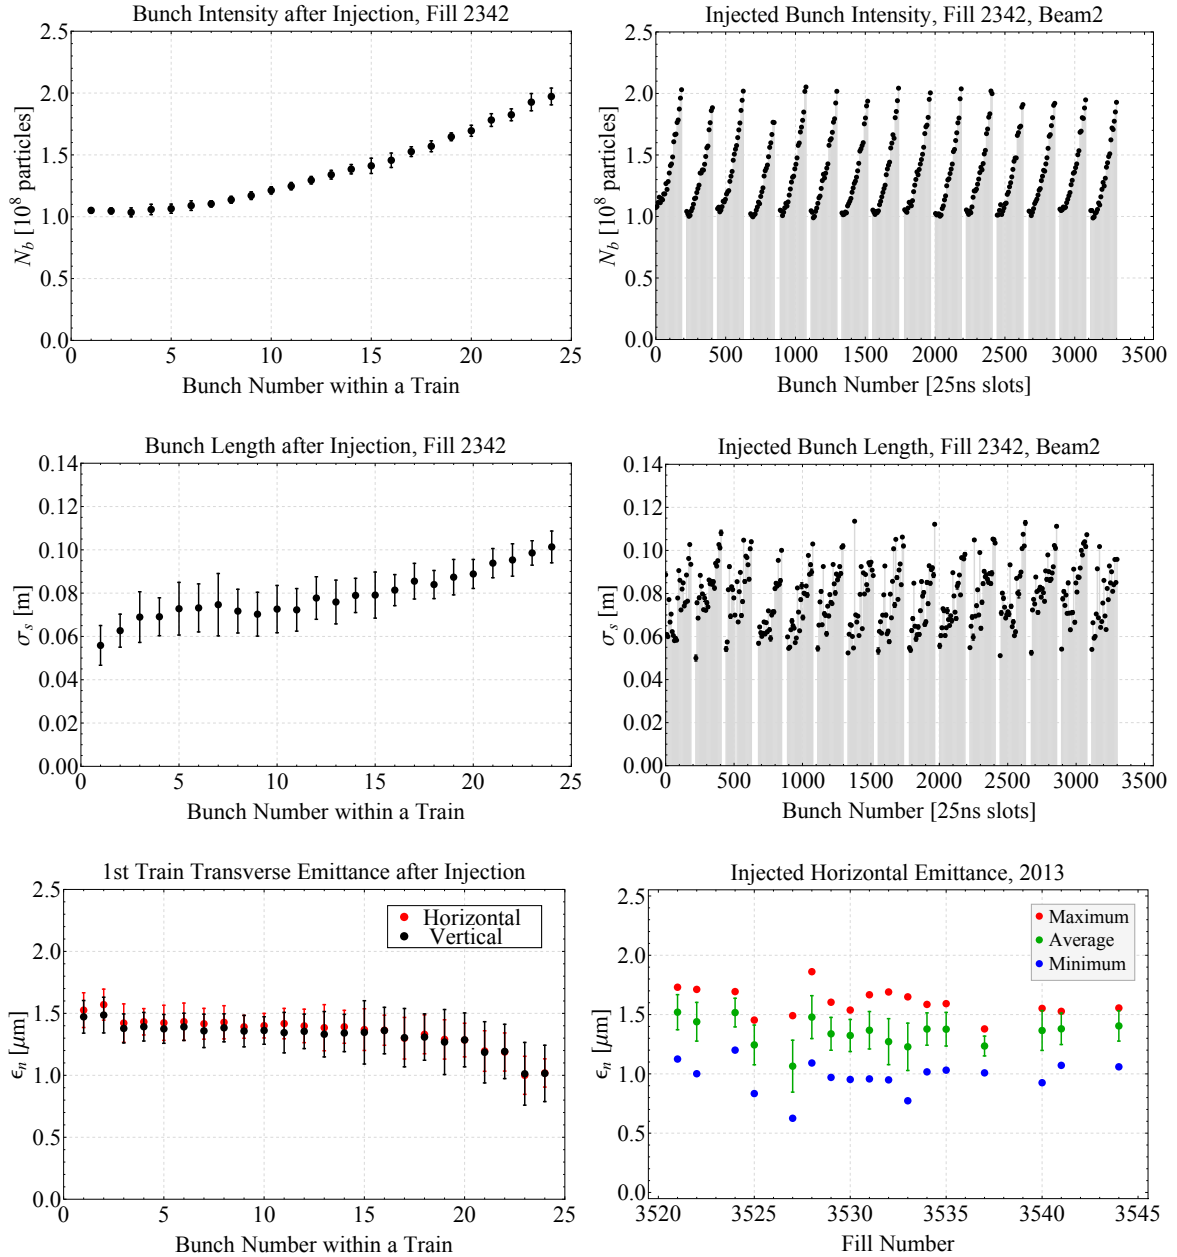 Bunch Intensity after Injection, Fill 2342
N_b [10^8 particles]
2.5
2.0
1.5
1.0
0.5
0.0
0 5 10 15 20 25
Bunch Number within a Train
Injected Bunch Intensity, Fill 2342, Beam2
N_b [10^8 particles]
2.5
2.0
1.5
1.0
0.5
0.0
0 500 1000 1500 2000 2500 3000 3500
Bunch Number [25ns slots]
Bunch Length after Injection, Fill 2342
σ_s [m]
0.14
0.12
0.10
0.08
0.06
0.04
0.02
0.00
0 5 10 15 20 25
Bunch Number within a Train
Injected Bunch Length, Fill 2342, Beam2
σ_s [m]
0.14
0.12
0.10
0.08
0.06
0.04
0.02
0.00
0 500 1000 1500 2000 2500 3000 3500
Bunch Number [25ns slots]
1st Train Transverse Emittance after Injection
ϵ_n [μm]
2.5
2.0
1.5
1.0
0.5
0.0
Horizontal
Vertical
0 5 10 15 20 25
Bunch Number within a Train
Injected Horizontal Emittance, 2013
ϵ_n [μm]
2.5
2.0
1.5
1.0
0.5
0.0
Maximum
Average
Minimum
3520 3525 3530 3535 3540 3545
Fill Number